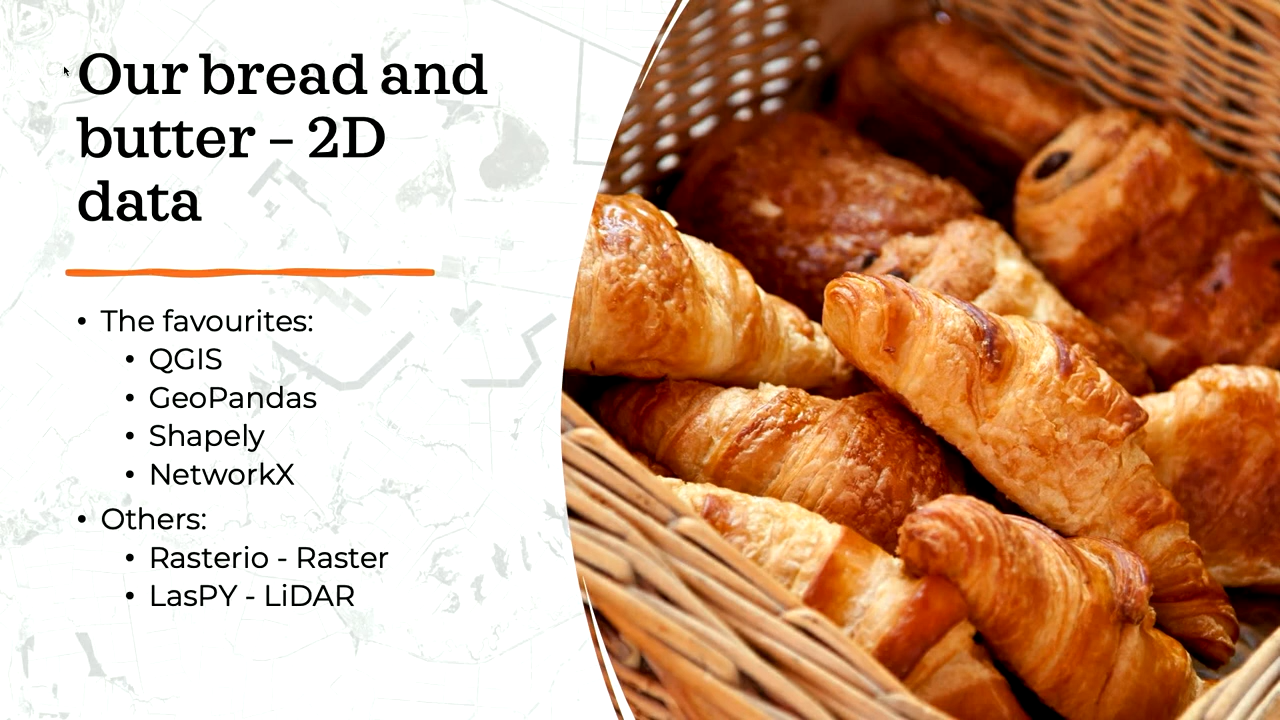 Our bread and
butter – 2D
data
• The favourites:
• QGIS
• GeoPandas
• Shapely
• NetworkX
• Others:
• Rasterio - Raster
• LasPY - LiDAR